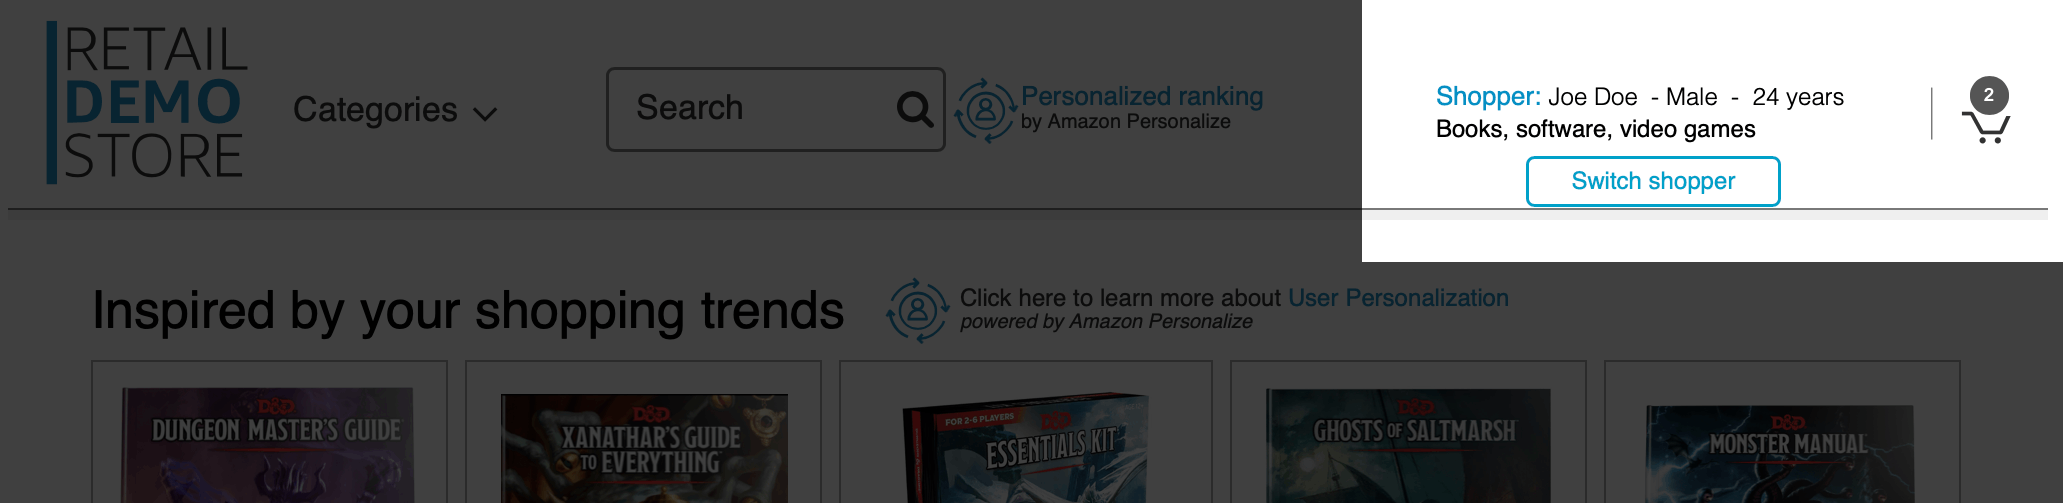 RETAIL
DEMO
STORE
Categories
Search
Personalized ranking
by Amazon Personalize
Shopper: Joe Doe - Male - 24 years
Books, software, video games
Switch shopper
2
Inspired by your shopping trends
Click here to learn more about User Personalization
powered by Amazon Personalize
D&D
DUNGEON MASTER'S GUIDE
D&D
XANATHAR'S GUIDE
TO EVERYTHING
FOR 2-6 PLAYERS
D&D
ESSENTIALS KIT
D&D
GHOSTS OF SALTMARSH
D&D
MONSTER MANUAL